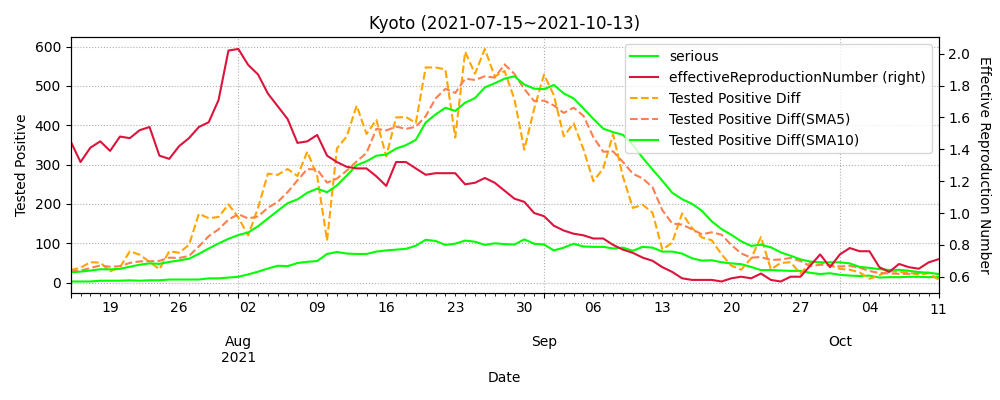 Kyoto (2021-07-15~2021-10-13)
600
500
400
300
200
100
0
Tested Positive
2.0
1.8
1.6
1.4
1.2
1.0
0.8
0.6
Effective Reproduction Number
serious
effectiveReproductionNumber (right)
Tested Positive Diff
Tested Positive Diff(SMA5)
Tested Positive Diff(SMA10)
19 26 02 09 16 23 30 06 13 20 27 04 11
Aug Sep Oct
2021
Date